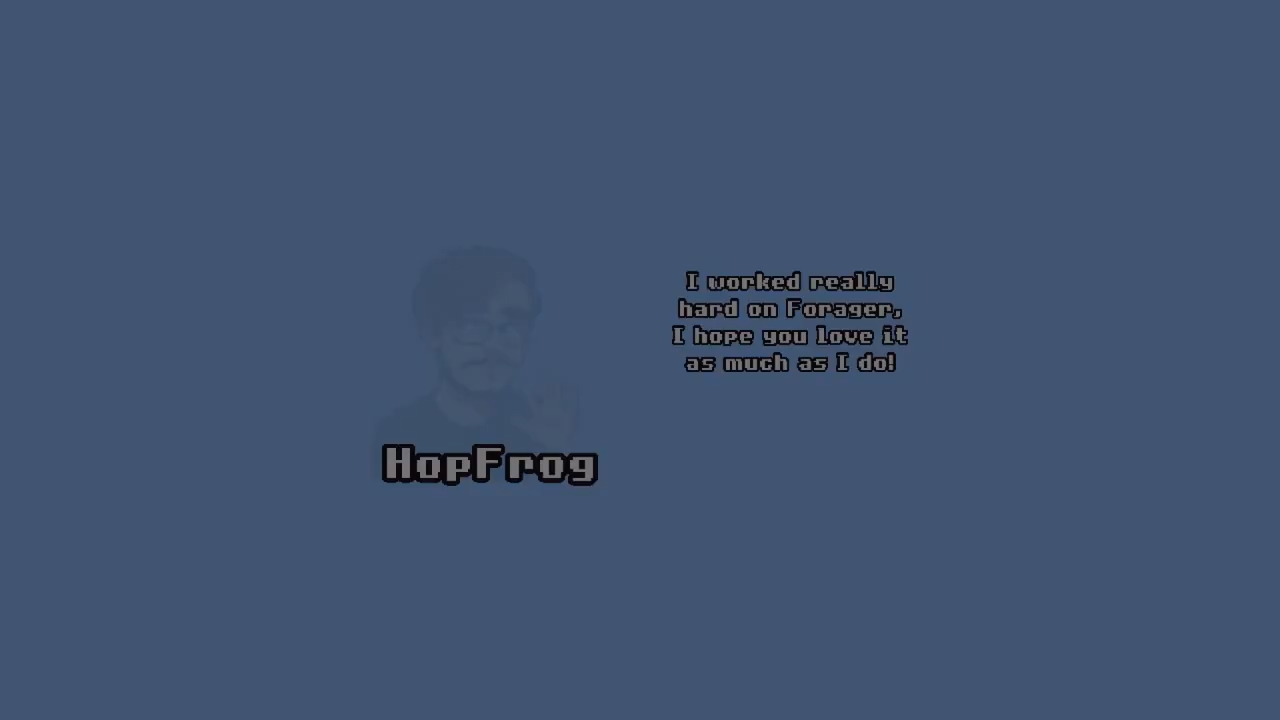 I worked really
hard on Forager,
I hope you love it
as much as I do!
HopFrog